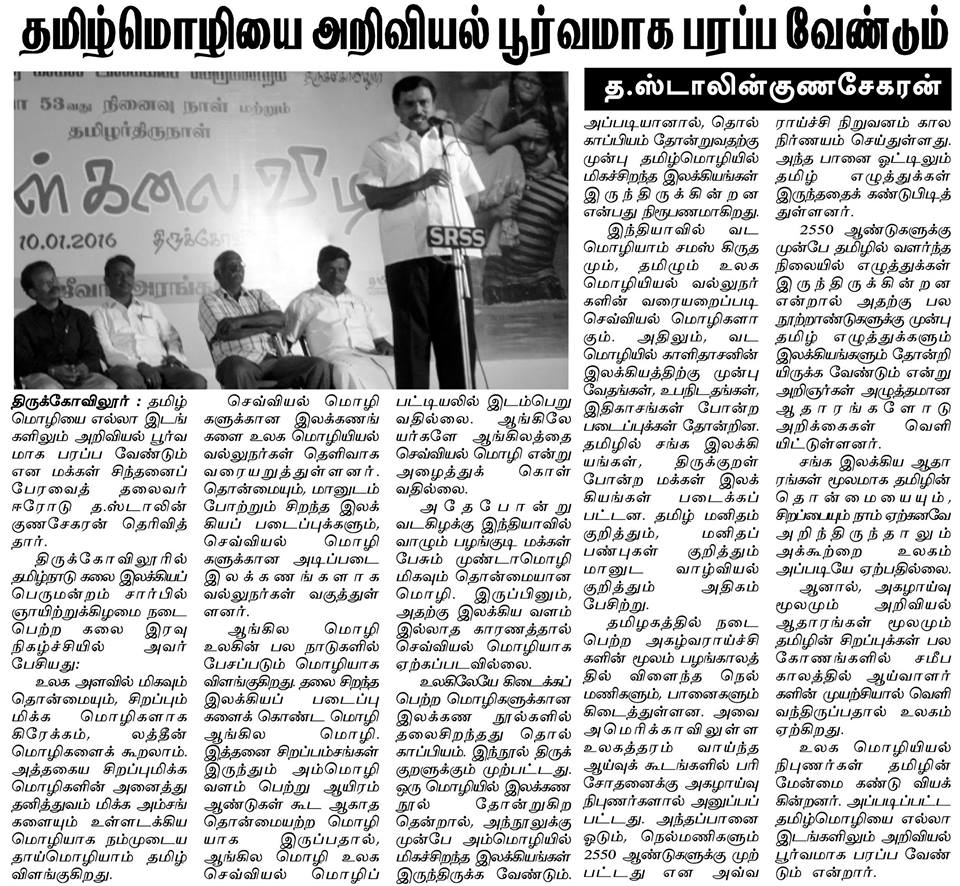 தமிழ்மொழியை அறிவியல் பூர்வமாக பரப்ப வேண்டும்
த.ஸ்டாலின்குணசேகரன்
53வது நினைவு நாள் மற்றும்
தமிழர்திருநாள்
கலை விழ
10.01.2016
திருக்கோ
ஜீவா அரங்க
SRSS
திருக்கோவிலூர் : தமிழ்
மொழியை எல்லா இடங்
களிலும் அறிவியல் பூர்வ
மாக பரப்ப வேண்டும்
என மக்கள் சிந்தனைப்
பேரவைத் தலைவர்
ஈரோடு த.ஸ்டாலின்
குணசேகரன் தெரிவித்
தார்.
திருக்கோவிலூரில்
தமிழ்நாடு கலை இலக்கியப்
பெருமன்றம் சார்பில்
ஞாயிற்றுக்கிழமை நடை
பெற்ற கலை இரவு
நிகழ்ச்சியில் அவர்
பேசியது:
உலக அளவில் மிகவும்
தொன்மையும், சிறப்பும்
மிக்க மொழிகளாக
கிரேக்கம், லத்தீன்
மொழிகளைக் கூறலாம்.
அத்தகைய சிறப்புமிக்க
மொழிகளின் அனைத்து
தனித்துவம் மிக்க அம்சங்
களையும் உள்ளடக்கிய
மொழியாக நம்முடைய
தாய்மொழியாம் தமிழ்
விளங்குகிறது.
செவ்வியல் மொழி
களுக்கான இலக்கணங்
களை உலக மொழியியல்
வல்லுநர்கள் தெளிவாக
வரையறுத்துள்ளனர்.
தொன்மையும், மானுடம்
போற்றும் சிறந்த இலக்
கியப் படைப்புக்களும்,
செவ்வியல் மொழி
களுக்கான அடிப்படை
இலக்கணங்களாக
வல்லுநர்கள் வகுத்துள்
ளனர்.
ஆங்கில மொழி
உலகின் பல நாடுகளில்
பேசப்படும் மொழியாக
விளங்குகிறது. தலை சிறந்த
இலக்கியப் படைப்பு
களைக் கொண்ட மொழி
ஆங்கில மொழி.
இத்தனை சிறப்பம்சங்கள்
இருந்தும் அம்மொழி
வளம் பெற்று ஆயிரம்
ஆண்டுகள் கூட ஆகாத
தொன்மையற்ற மொழி
யாக இருப்பதால்,
ஆங்கில மொழி உலக
செவ்வியல் மொழிப்
பட்டியலில் இடம்பெறு
வதில்லை. ஆங்கிலே
யர்களே ஆங்கிலத்தை
செவ்வியல் மொழி என்று
அழைத்துக் கொள்
வதில்லை.
அதேபோன்று
வடகிழக்கு இந்தியாவில்
வாழும் பழங்குடி மக்கள்
பேசும் முண்டாமொழி
மிகவும் தொன்மையான
மொழி. இருப்பினும்,
அதற்கு இலக்கிய வளம்
இல்லாத காரணத்தால்
செவ்வியல் மொழியாக
ஏற்கப்படவில்லை.
உலகிலேயே கிடைக்கப்
பெற்ற மொழிகளுக்கான
இலக்கண நூல்களில்
தலைசிறந்தது தொல்
காப்பியம். இந்நூல் திருக்
குறளுக்கும் முற்பட்டது.
ஒரு மொழியில் இலக்கண
நூல் தோன்றுகிற
தென்றால், அந்நூலுக்கு
முன்பே அம்மொழியில்
மிகச்சிறந்த இலக்கியங்கள்
இருந்திருக்க வேண்டும்.
அப்படியானால், தொல்
காப்பியம் தோன்றுவதற்கு
முன்பு தமிழ்மொழியில்
மிகச்சிறந்த இலக்கியங்கள்
இருந்திருக்கின்றன
என்பது நிரூபணமாகிறது.
இந்தியாவில் வட
மொழியாம் சமஸ் கிருத
மும், தமிழும் உலக
மொழியியல் வல்லுநர்
களின் வரையறைப்படி
செவ்வியல் மொழிகளா
கும். அதிலும், வட
மொழியில் காளிதாசனின்
இலக்கியத்திற்கு முன்பு
வேதங்கள், உபநிடதங்கள்,
இதிகாசங்கள் போன்ற
படைப்புக்கள் தோன்றின.
தமிழில் சங்க இலக்கி
யங்கள், திருக்குறள்
போன்ற மக்கள் இலக்
கியங்கள் படைக்கப்
பட்டன. தமிழ் மனிதம்
குறித்தும், மனிதப்
பண்புகள் குறித்தும்
மானுட வாழ்வியல்
குறித்தும் அதிகம்
பேசிற்று.
தமிழகத்தில் நடை
பெற்ற அகழ்வராய்ச்சி
களின் மூலம் பழங்காலத்
தில் விளைந்த நெல்
மணிகளும், பானைகளும்
கிடைத்துள்ளன. அவை
அமெரிக்காவிலுள்ள
உலகத்தரம் வாய்ந்த
ஆய்வுக் கூடங்களில் பரி
சோதனைக்கு அகழாய்வு
நிபுணர்களால் அனுப்பப்
பட்டது. அந்தப்பானை
ஓடும், நெல்மணிகளும்
2550 ஆண்டுகளுக்கு முற்
பட்டது என அவ்வ
ராய்ச்சி நிறுவனம் கால
நிர்ணயம் செய்துள்ளது.
அந்த பானை ஓட்டிலும்
தமிழ் எழுத்துக்கள்
இருந்ததைக் கண்டுபிடித்
துள்ளனர்.
2550 ஆண்டுகளுக்கு
முன்பே தமிழில் வளர்ந்த
நிலையில் எழுத்துக்கள்
இருந்திருக்கின்றன
என்றால் அதற்கு பல
நூற்றாண்டுகளுக்கு முன்பு
தமிழ் எழுத்துக்களும்
இலக்கியங்களும் தோன்றி
யிருக்க வேண்டும் என்று
அறிஞர்கள் அழுத்தமான
ஆதாரங்களோடு
அறிக்கைகள் வெளி
யிட்டுள்ளனர்.
சங்க இலக்கிய ஆதா
ரங்கள் மூலமாக தமிழின்
தொன்மையையும்,
சிறப்பையும் நாம் ஏற்கனவே
அறிந்திருந்தாலும்
அக்கூற்றை உலகம்
அப்படியே ஏற்பதில்லை.
ஆனால், அகழாய்வு
மூலமும் அறிவியல்
ஆதாரங்கள் மூலமும்
தமிழின் சிறப்புக்கள் பல
கோணங்களில் சமீப
காலத்தில் ஆய்வாளர்
களின் முயற்சியால் வெளி
வந்திருப்பதால் உலகம்
ஏற்கிறது.
உலக மொழியியல்
நிபுணர்கள் தமிழின்
மேன்மை கண்டு வியக்
கின்றனர். அப்படிப்பட்ட
தமிழ்மொழியை எல்லா
இடங்களிலும் அறிவியல்
பூர்வமாக பரப்ப வேண்
டும் என்றார்.